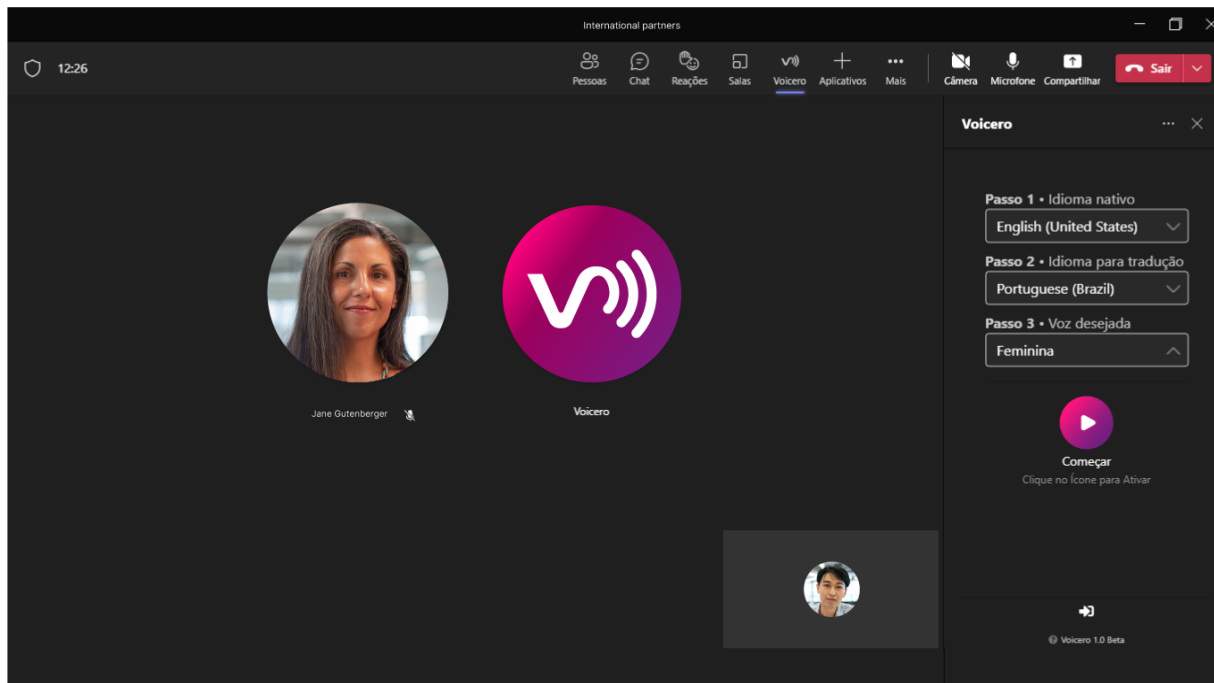 International partners
12:26
Pessoas
Chat
Reações
Salas
Voicero
Aplicativos
Mais
Câmera
Microfone
Compartilhar
Sair
Voicero
Passo 1 • Idioma nativo
English (United States)
Passo 2 • Idioma para tradução
Portuguese (Brazil)
Passo 3 • Voz desejada
Feminina
Começar
Clique no Ícone para Ativar
Jane Gutenberger
Voicero
Voicero 1.0 Beta